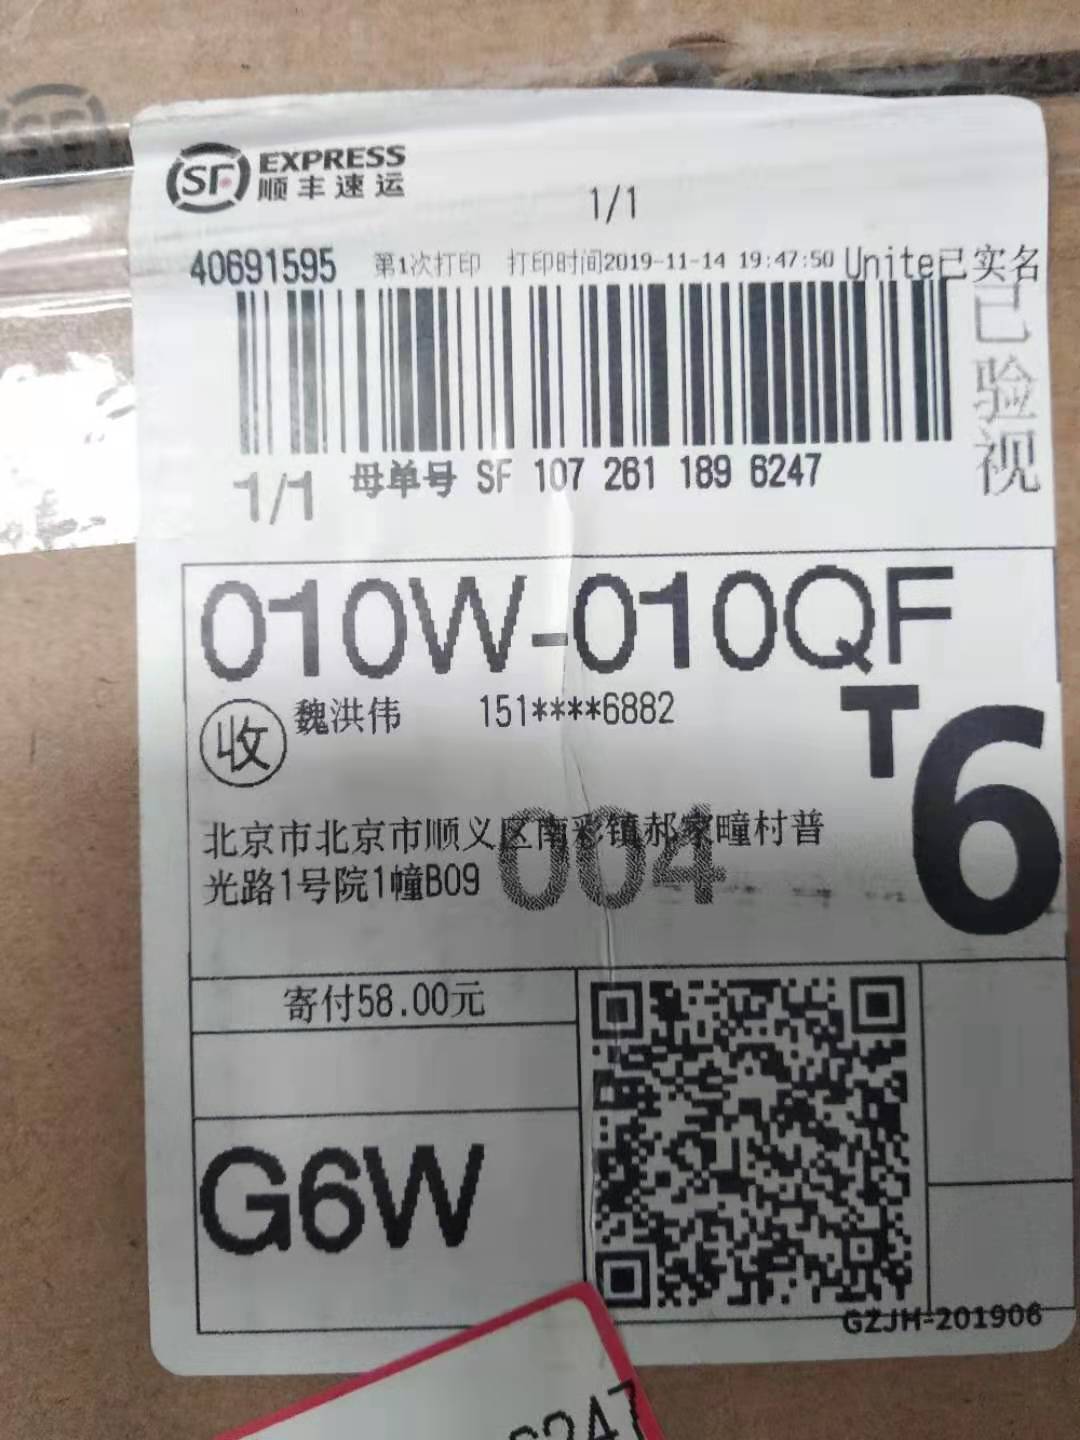 SF EXPRESS
顺丰速运
1/1
40691595 第1次打印 打印时间2019-11-14 19:47:50 Unite已实名
已验视
1/1 母单号 SF 107 261 189 6247
010W-010QF
收 魏洪伟 151****6882
T6
北京市北京市顺义区南彩镇郝家疃村普
光路1号院1幢B09
004
寄付58.00元
G6W
GZJH-201906
6247